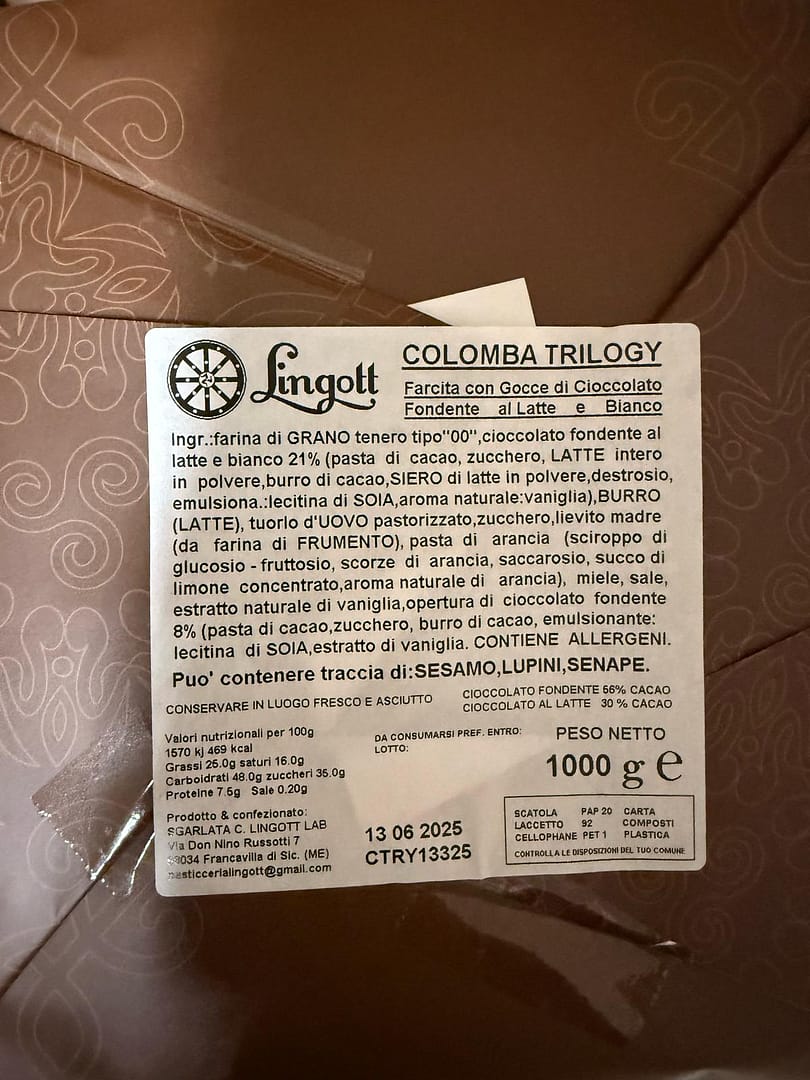 Lingott
COLOMBA TRILOGY
Farcita con Gocce di Cioccolato
Fondente al Latte e Bianco
Ingr.:farina di GRANO tenero tipo"00",cioccolato fondente al
latte e bianco 21% (pasta di cacao, zucchero, LATTE intero
in polvere,burro di cacao,SIERO di latte in polvere,destrosio,
emulsiona.:lecitina di SOIA,aroma naturale:vaniglia),BURRO
(LATTE), tuorlo d'UOVO pastorizzato,zucchero,lievito madre
(da farina di FRUMENTO), pasta di arancia (sciroppo di
glucosio - fruttosio, scorze di arancia, saccarosio, succo di
limone concentrato,aroma naturale di arancia), miele, sale,
estratto naturale di vaniglia,opertura di cioccolato fondente
8% (pasta di cacao,zucchero, burro di cacao, emulsionante:
lecitina di SOIA,estratto di vaniglia. CONTIENE ALLERGENI.
Puo' contenere traccia di:SESAMO,LUPINI,SENAPE.
CONSERVARE IN LUOGO FRESCO E ASCIUTTO
CIOCCOLATO FONDENTE 66% CACAO
CIOCCOLATO AL LATTE 30 % CACAO
Valori nutrizionali per 100g
1570 kj 469 kcal
Grassi 25.0g saturi 16.0g
Carboidrati 48.0g zuccheri 35.0g
Proteine 7.5g Sale 0.20g
DA CONSUMARSI PREF. ENTRO:
LOTTO:
PESO NETTO
1000 g e
Prodotto & confezionato:
SGARLATA C. LINGOTT LAB
Via Don Nino Russotti 7
98034 Francavilla di Sic. (ME)
pasticcerialingott@gmail.com
13 06 2025
CTRY13325
SCATOLA PAP 20 CARTA
LACCETTO 92 COMPOSTI
CELLOPHANE PET 1 PLASTICA
CONTROLLA LE DISPOSIZIONI DEL TUO COMUNE